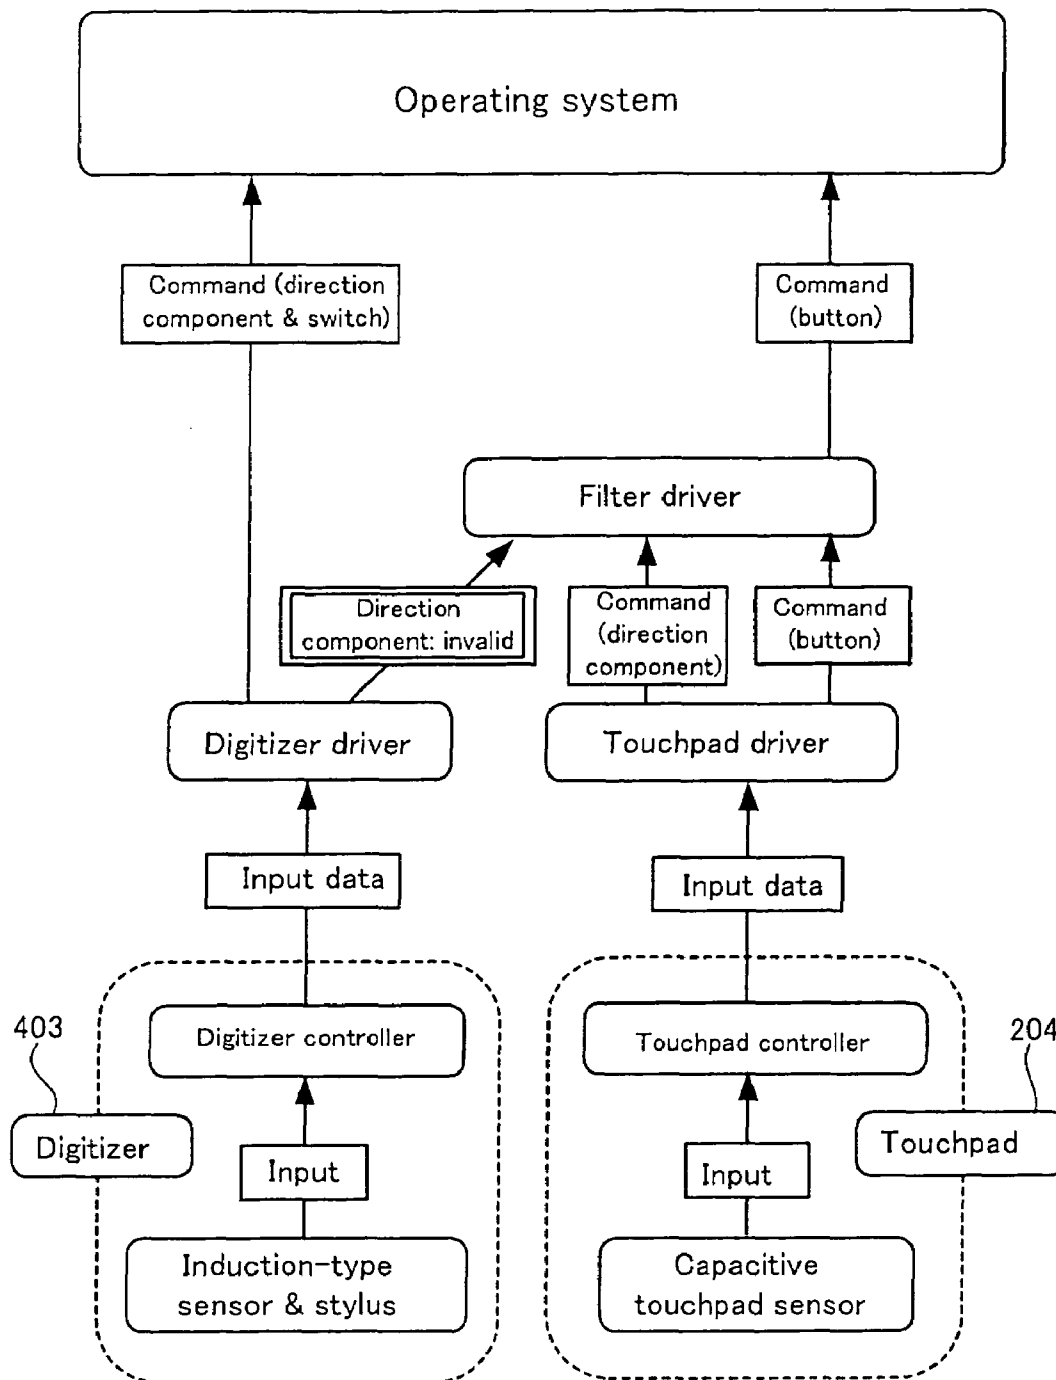 Operating system
Command (direction
component & switch)
Command
(button)
Filter driver
Direction
component: invalid
Command
(direction
component)
Command
(button)
Digitizer driver
Touchpad driver
Input data
Input data
403
Digitizer controller
Touchpad controller
204
Digitizer
Input
Input
Touchpad
Induction-type
sensor & stylus
Capacitive
touchpad sensor